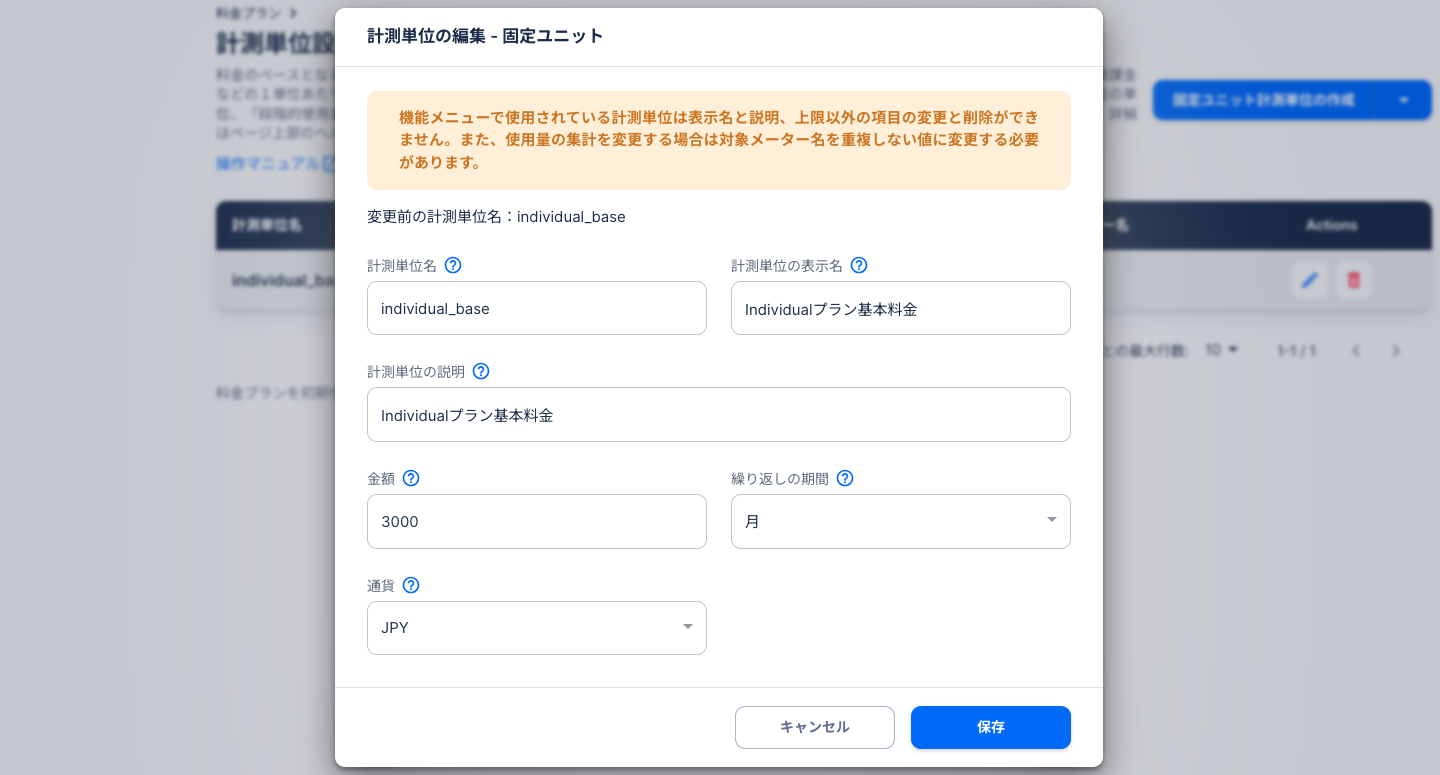 料金プラン
計測単位の編集 - 固定ユニット
計測単位設
料金のベースとな
課金
などの１単位あた
の単
位、「段階的使用
詳細
はページ上部のヘ
固定ユニット計測単位の作成
機能メニューで使用されている計測単位は表示名と説明、上限以外の項目の変更と削除ができ
ません。また、使用量の集計を変更する場合は対象メーター名を重複しない値に変更する必要
があります。
操作マニュアル
変更前の計測単位名：individual_base
計測単位名
ー名
Actions
計測単位名
計測単位の表示名
individual_ba
individual_base
Individualプラン基本料金
との最大行数:
10
1-1 / 1
計測単位の説明
料金プランを初期
Individualプラン基本料金
金額
繰り返しの期間
3000
月
通貨
JPY
キャンセル
保存